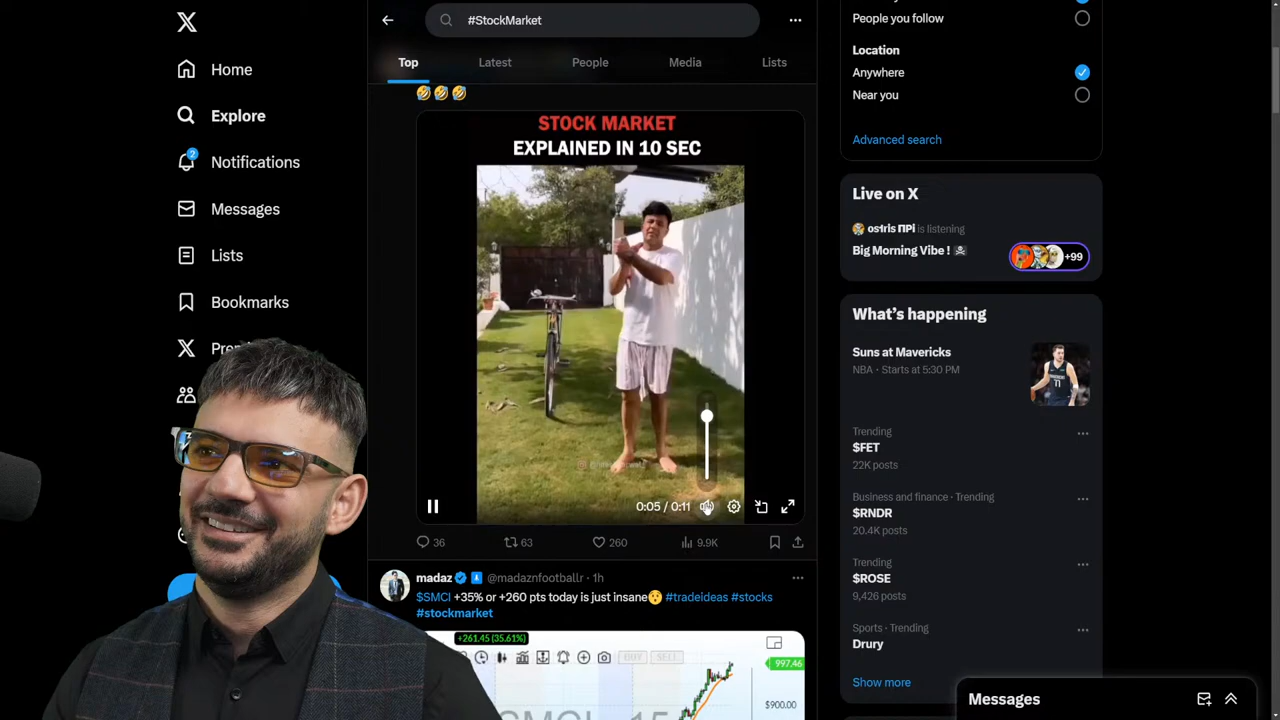 Home
Explore
2
Notifications
Messages
Lists
Bookmarks
#StockMarket
Top
Latest
People
Media
Lists
🤣🤣🤣
STOCK MARKET
EXPLAINED IN 10 SEC
0:05 / 0:11
36
63
260
9.9K
madaz @madaznfootballr · 1h
$SMCI +35% or +260 pts today is just insane😯 #tradeideas #stocks
#stockmarket
+261.45 (35.61%)
BUY
SELL
997.46
$900.00
$800.00
People you follow
Location
Anywhere
Near you
Advanced search
Live on X
is listening
Big Morning Vibe ! ☠
+99
What's happening
Suns at Mavericks
NBA · Starts at 5:30 PM
Trending
$FET
22K posts
Business and finance · Trending
$RNDR
20.4K posts
Trending
$ROSE
9,426 posts
Sports · Trending
Drury
Show more
Messages